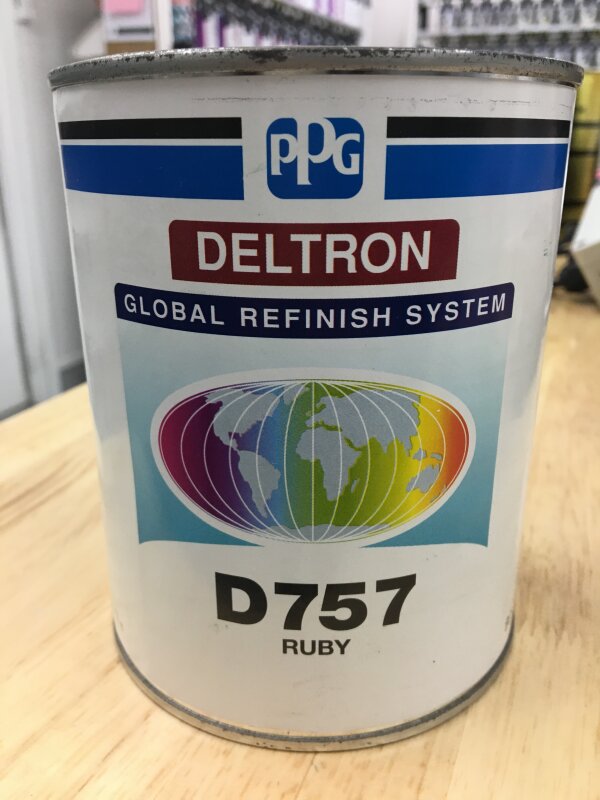 PPG
DELTRON
GLOBAL REFINISH SYSTEM
D757
RUBY